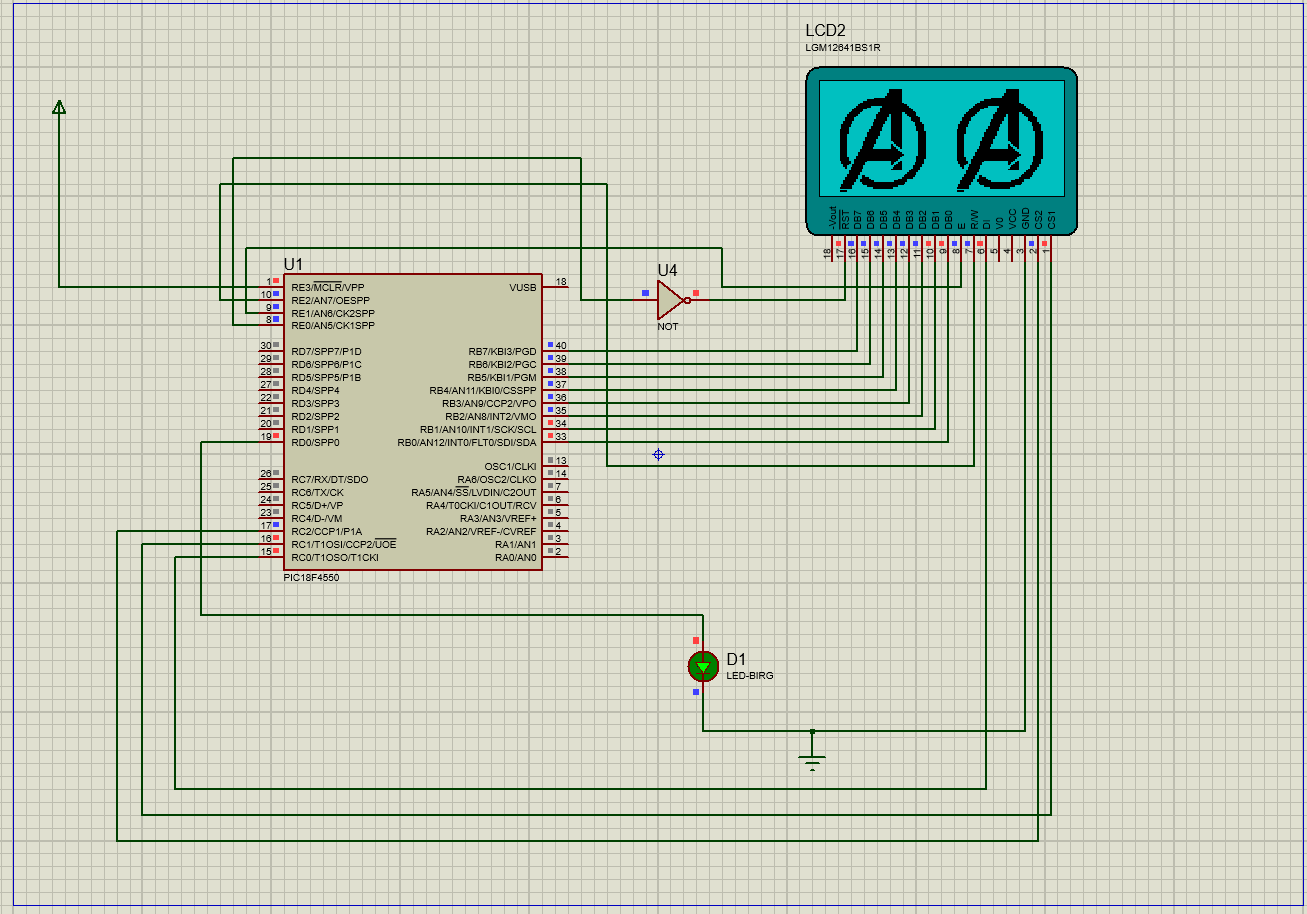 LCD2
LGM12641BS1R
-Vout
RST
DB7
DB6
DB5
DB4
DB3
DB2
DB1
DB0
E
R/W
DI
V0
VCC
GND
CS2
CS1
18
17
16
15
14
13
12
11
10
9
8
7
6
5
4
3
2
1
U1
1 RE3/MCLR/VPP VUSB 18
10 RE2/AN7/OESPP
9 RE1/AN6/CK2SPP
8 RE0/AN5/CK1SPP
30 RD7/SPP7/P1D RB7/KBI3/PGD 40
29 RD6/SPP6/P1C RB6/KBI2/PGC 39
28 RD5/SPP5/P1B RB5/KBI1/PGM 38
27 RD4/SPP4 RB4/AN11/KBI0/CSSPP 37
22 RD3/SPP3 RB3/AN9/CCP2/VPO 36
21 RD2/SPP2 RB2/AN8/INT2/VMO 35
20 RD1/SPP1 RB1/AN10/INT1/SCK/SCL 34
19 RD0/SPP0 RB0/AN12/INT0/FLT0/SDI/SDA 33
OSC1/CLKI 13
26 RC7/RX/DT/SDO RA6/OSC2/CLKO 14
25 RC6/TX/CK RA5/AN4/SS/LVDIN/C2OUT 7
24 RC5/D+/VP RA4/T0CKI/C1OUT/RCV 6
23 RC4/D-/VM RA3/AN3/VREF+ 5
17 RC2/CCP1/P1A RA2/AN2/VREF-/CVREF 4
16 RC1/T1OSI/CCP2/UOE RA1/AN1 3
15 RC0/T1OSO/T1CKI RA0/AN0 2
PIC18F4550
U4
NOT
D1
LED-BIRG